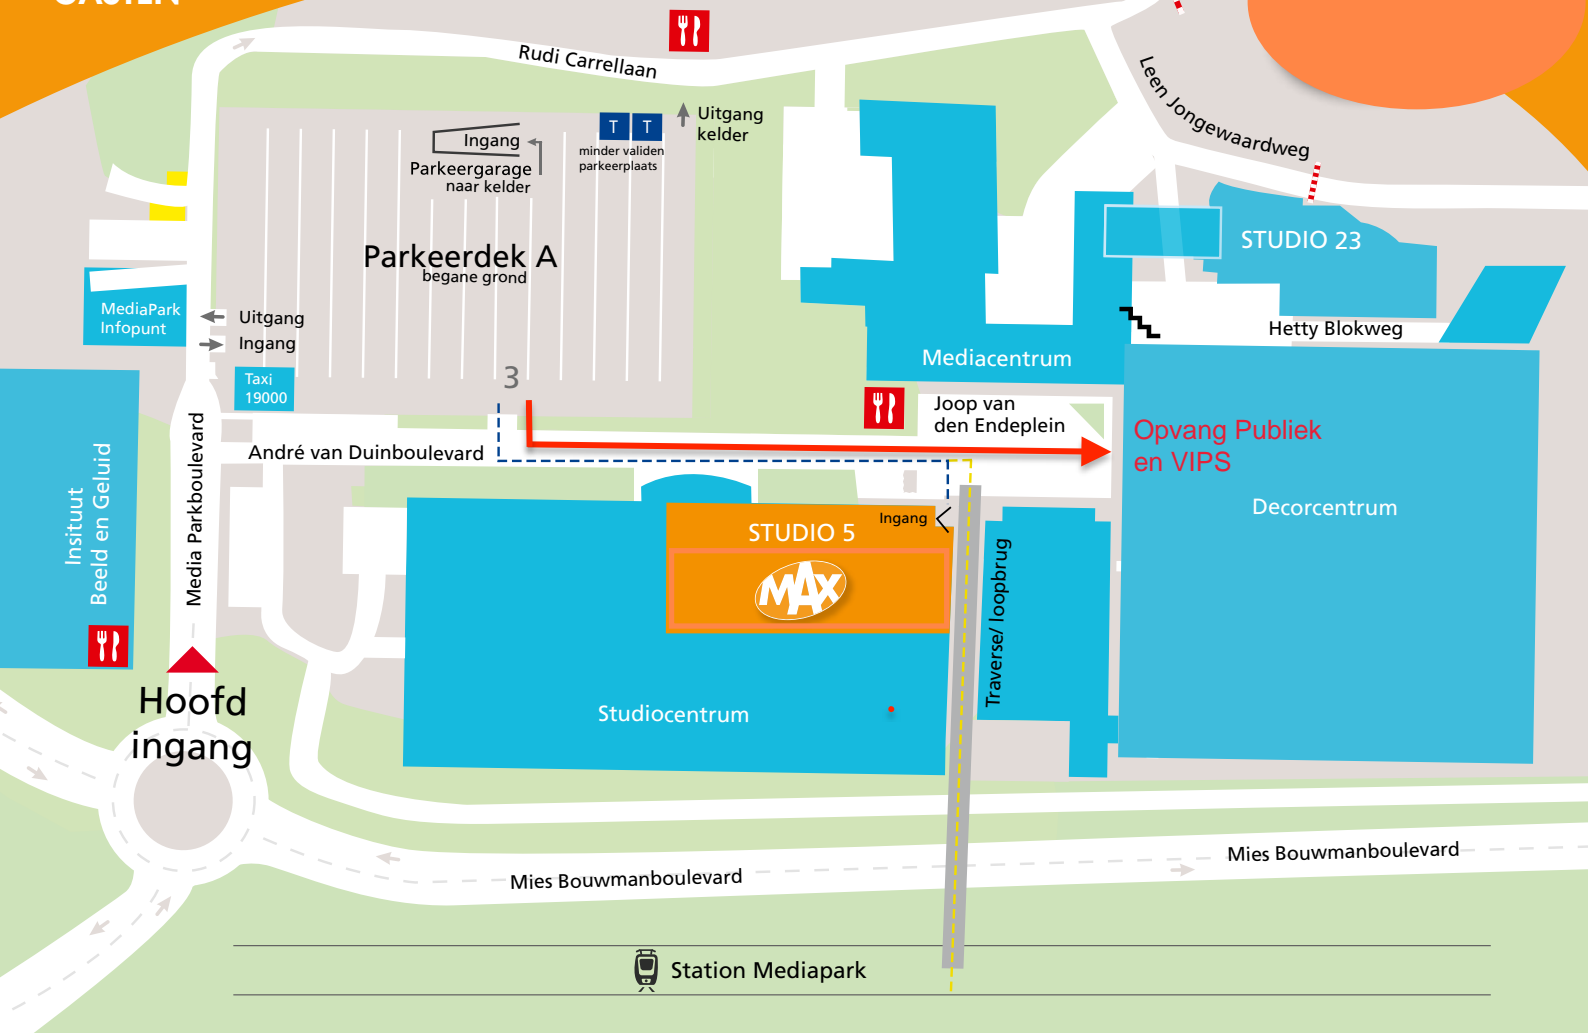 GASTEN
Rudi Carrellaan
Leen Jongewaardweg
Uitgang
kelder
T T
minder validen
parkeerplaats
Ingang
Parkeergarage
naar kelder
Parkeerdek A
begane grond
STUDIO 23
MediaPark
Infopunt
Uitgang
Ingang
Hetty Blokweg
Mediacentrum
Taxi
19000
3
Joop van
den Endeplein
Opvang Publiek
en VIPS
André van Duinboulevard
Decorcentrum
Insituut
Beeld en Geluid
Media Parkboulevard
STUDIO 5
Ingang
MAX
Traverse/ loopbrug
Hoofd
ingang
Studiocentrum
Mies Bouwmanboulevard
Mies Bouwmanboulevard
Station Mediapark